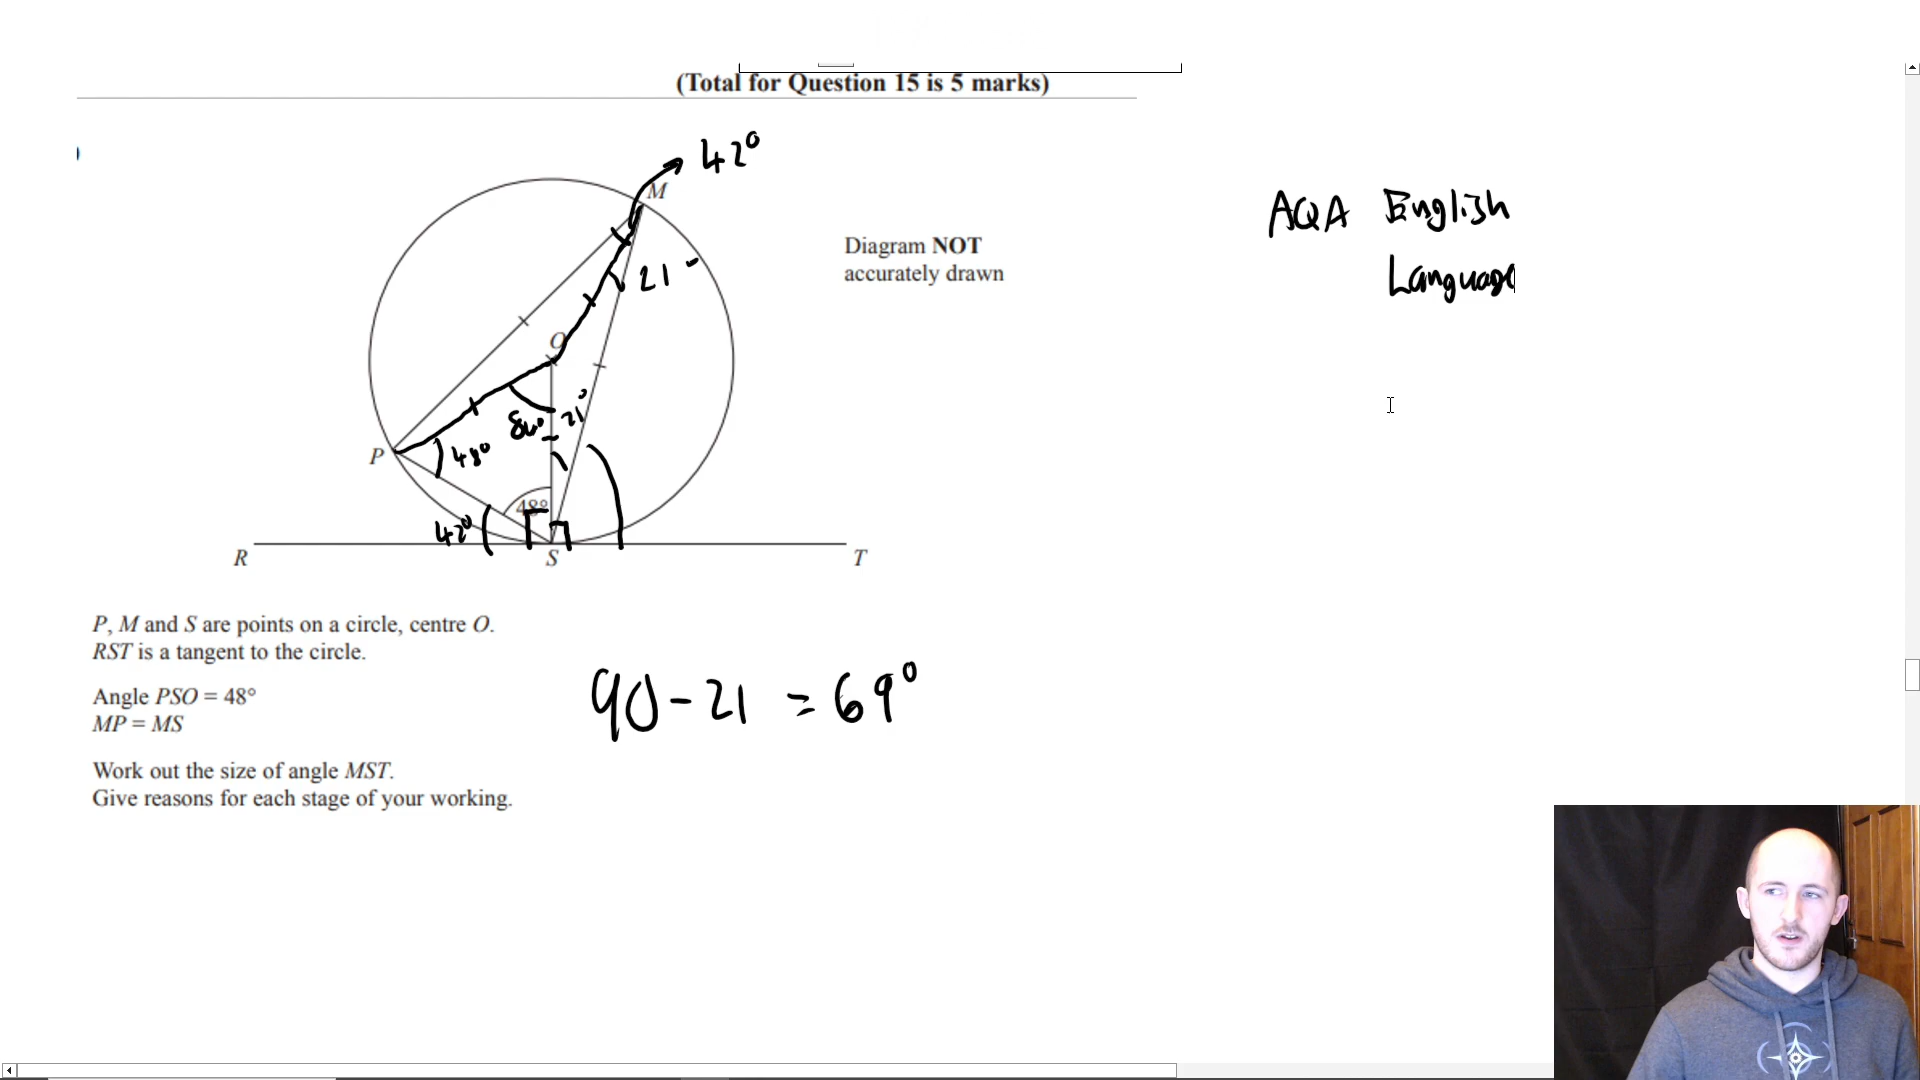 (Total for Question 15 is 5 marks)
42°
M
AQA English
Diagram NOT
accurately drawn
21°
Language
O
84°
21°
P
48°
48°
42°
R
S
T
P, M and S are points on a circle, centre O.
RST is a tangent to the circle.
Angle PSO = 48°
MP = MS
90 - 21 = 69°
Work out the size of angle MST.
Give reasons for each stage of your working.